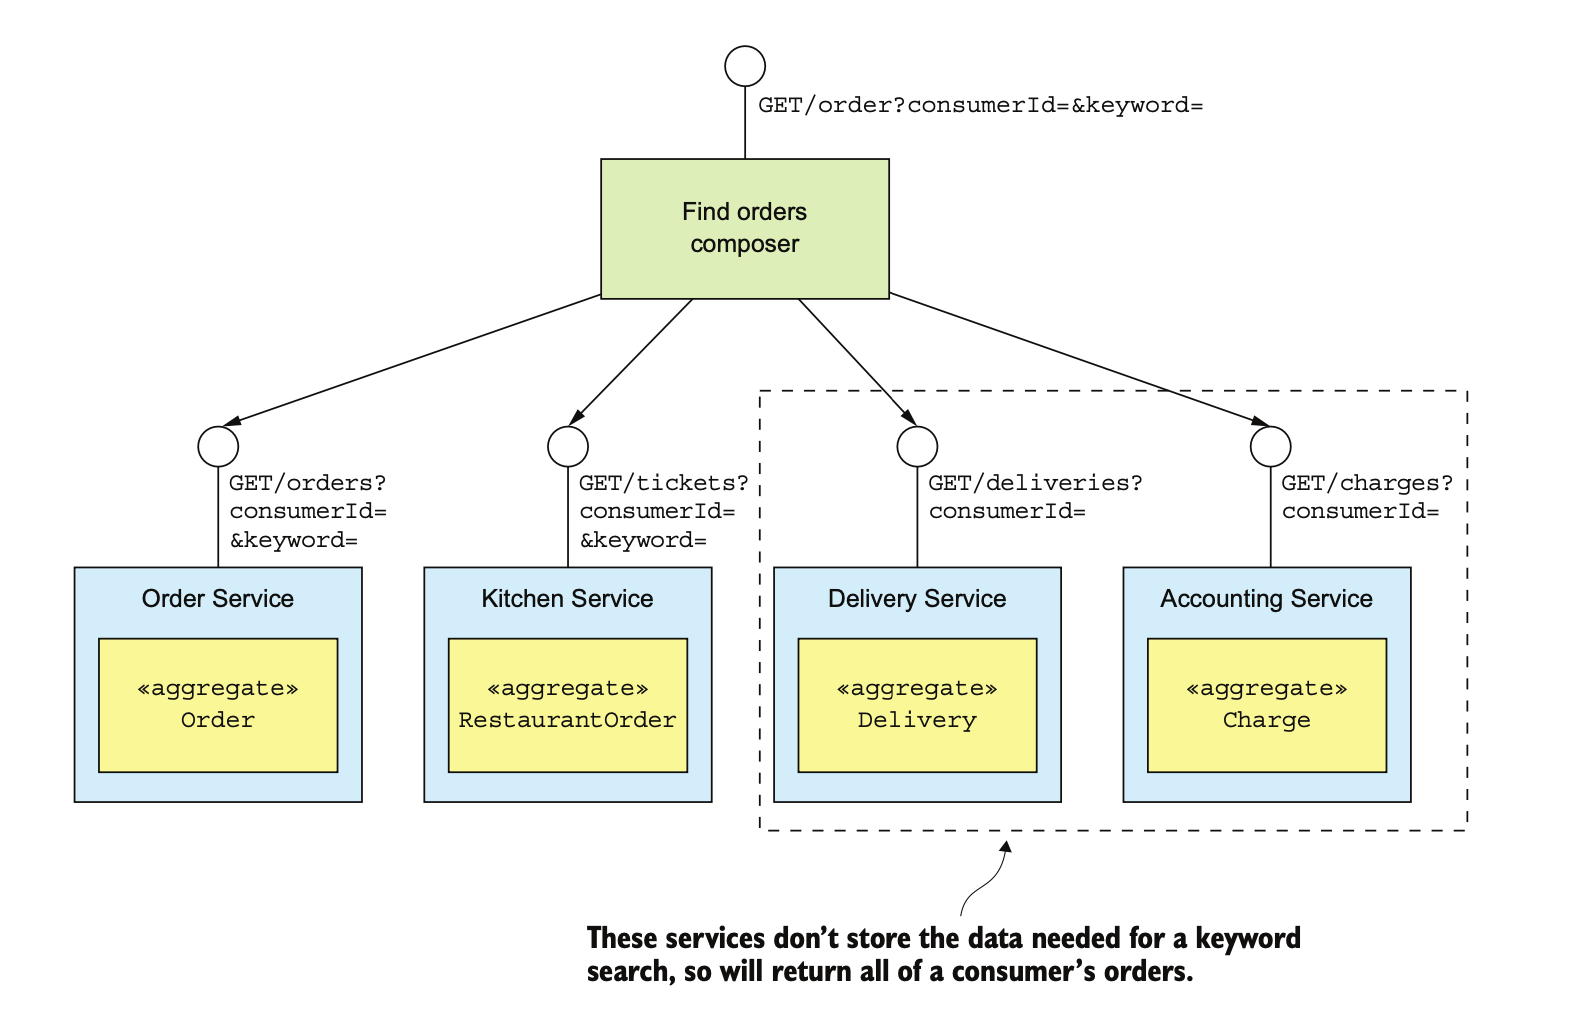 GET/order?consumerId=&keyword=
Find orders
composer
GET/orders?
consumerId=
&keyword=
GET/tickets?
consumerId=
&keyword=
GET/deliveries?
consumerId=
GET/charges?
consumerId=
Order Service
«aggregate»
Order
Kitchen Service
«aggregate»
RestaurantOrder
Delivery Service
«aggregate»
Delivery
Accounting Service
«aggregate»
Charge
These services don’t store the data needed for a keyword
search, so will return all of a consumer’s orders.